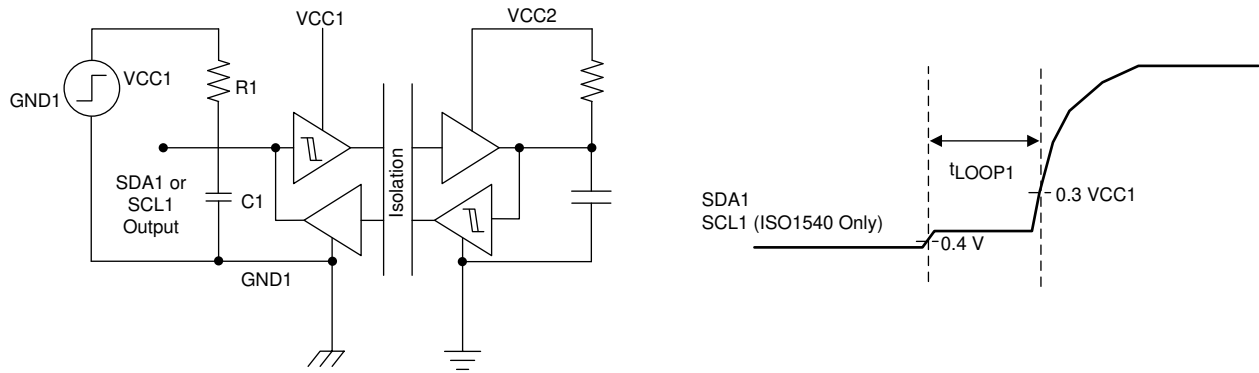 VCC1
VCC2
VCC1
GND1
R1
SDA1 or
SCL1
Output
C1
Isolation
GND1
tLOOP1
SDA1
SCL1 (ISO1540 Only)
0.3 VCC1
0.4 V